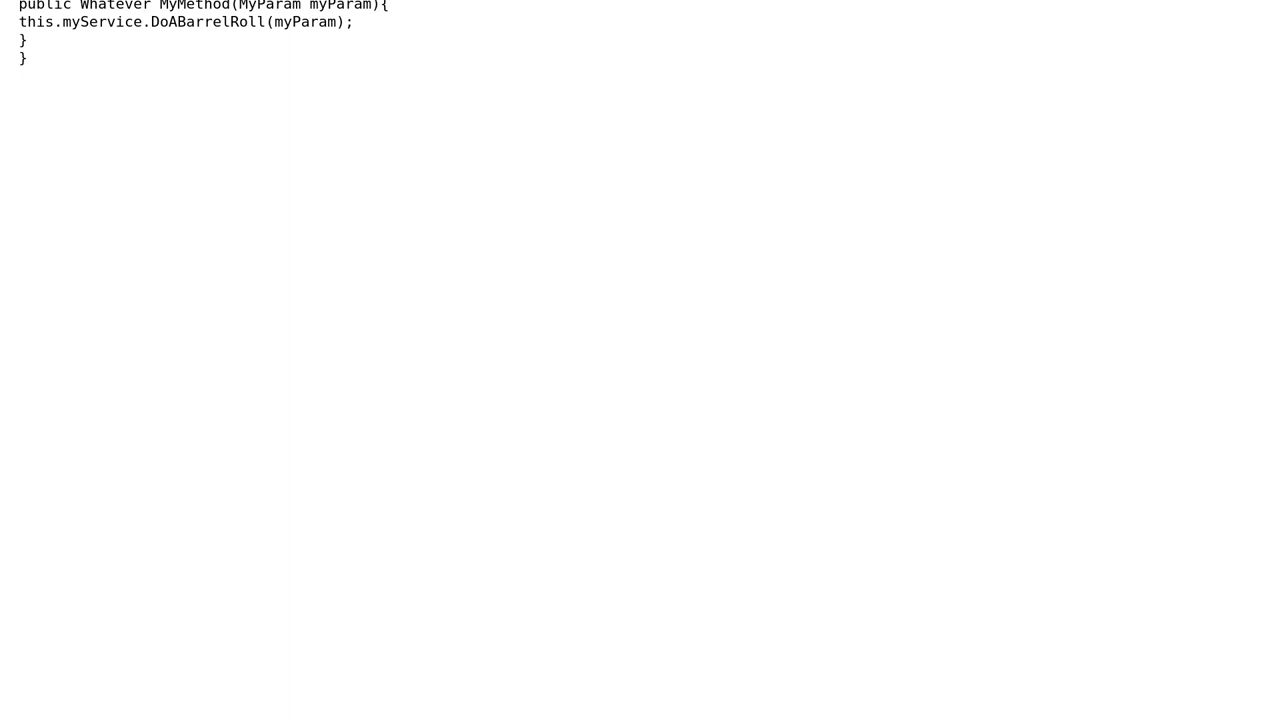 public Whatever MyMethod(MyParam myParam){
this.myService.DoABarrelRoll(myParam);
}
}